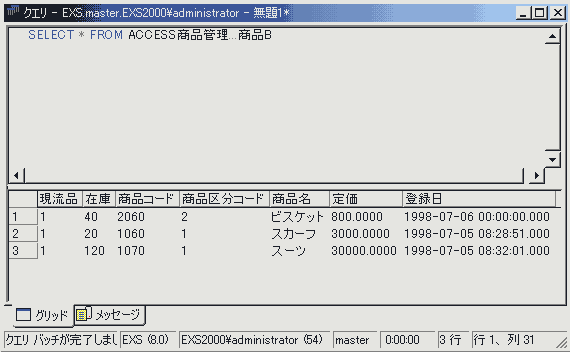 クエリ - EXS.master.EXS2000¥administrator - 無題1*
SELECT * FROM ACCESS商品管理...商品B
現流品 在庫 商品コード 商品区分コード 商品名 定価 登録日
1 1 40 2060 2 ビスケット 800.0000 1998-07-06 00:00:00.000
2 1 20 1060 1 スカーフ 3000.0000 1998-07-05 08:28:51.000
3 1 120 1070 1 スーツ 30000.0000 1998-07-05 08:32:01.000
グリッド メッセージ
クエリ バッチが完了しまし EXS (8.0) EXS2000¥administrator (54) master 0:00:00 3 行 行 1、列 31